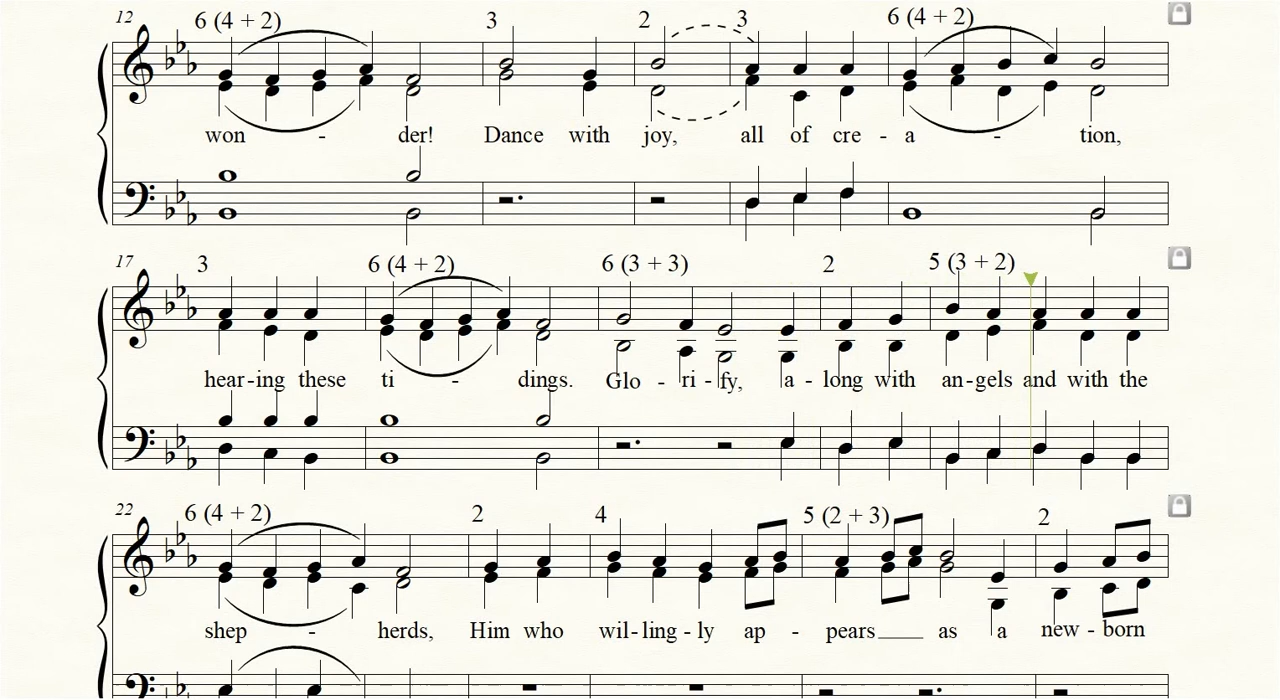 12 6 (4 + 2) 3 2 3 6 (4 + 2)
won - der! Dance with joy, all of cre - a - tion,
17 3 6 (4 + 2) 6 (3 + 3) 2 5 (3 + 2)
hear-ing these ti - dings. Glo - ri - fy, a - long with an-gels and with the
22 6 (4 + 2) 2 4 5 (2 + 3) 2
shep - herds, Him who wil-ling-ly ap - pears____ as a new - born